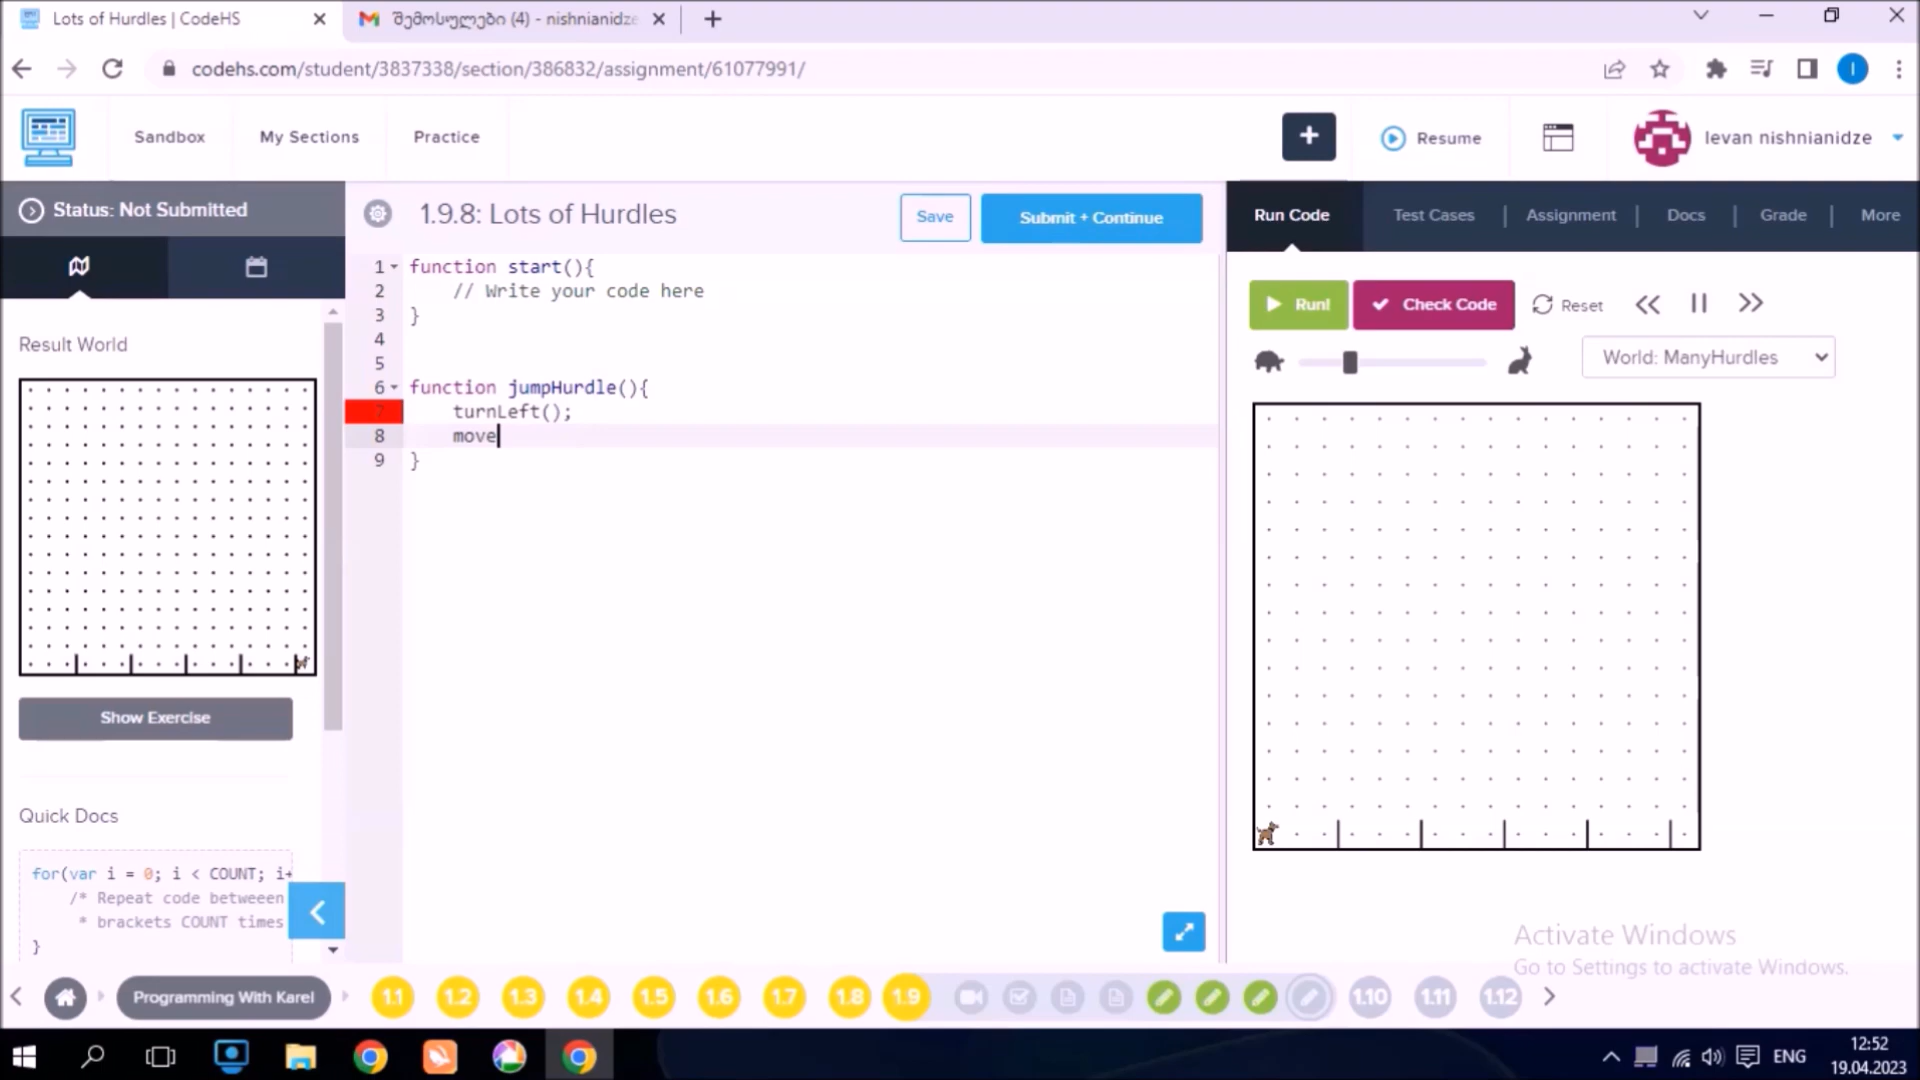 Lots of Hurdles | CodeHS
შემოსულები (4) - nishnianidze
codehs.com/student/3837338/section/386832/assignment/61077991/
I
Sandbox
My Sections
Practice
+
Resume
levan nishnianidze
Status: Not Submitted
1.9.8: Lots of Hurdles
Save
Submit + Continue
Run Code
Test Cases
Assignment
Docs
Grade
More
Result World
Show Exercise
Quick Docs
for(var i = 0; i < COUNT; i+
/* Repeat code betweeen
* brackets COUNT times
}
1 function start(){
2 // Write your code here
3 }
4
5
6 function jumpHurdle(){
7 turnLeft();
8 move
9 }
Run!
Check Code
Reset
World: ManyHurdles
Activate Windows
Go to Settings to activate Windows.
Programming With Karel
1.1
1.2
1.3
1.4
1.5
1.6
1.7
1.8
1.9
1.10
1.11
1.12
ENG
12:52
19.04.2023